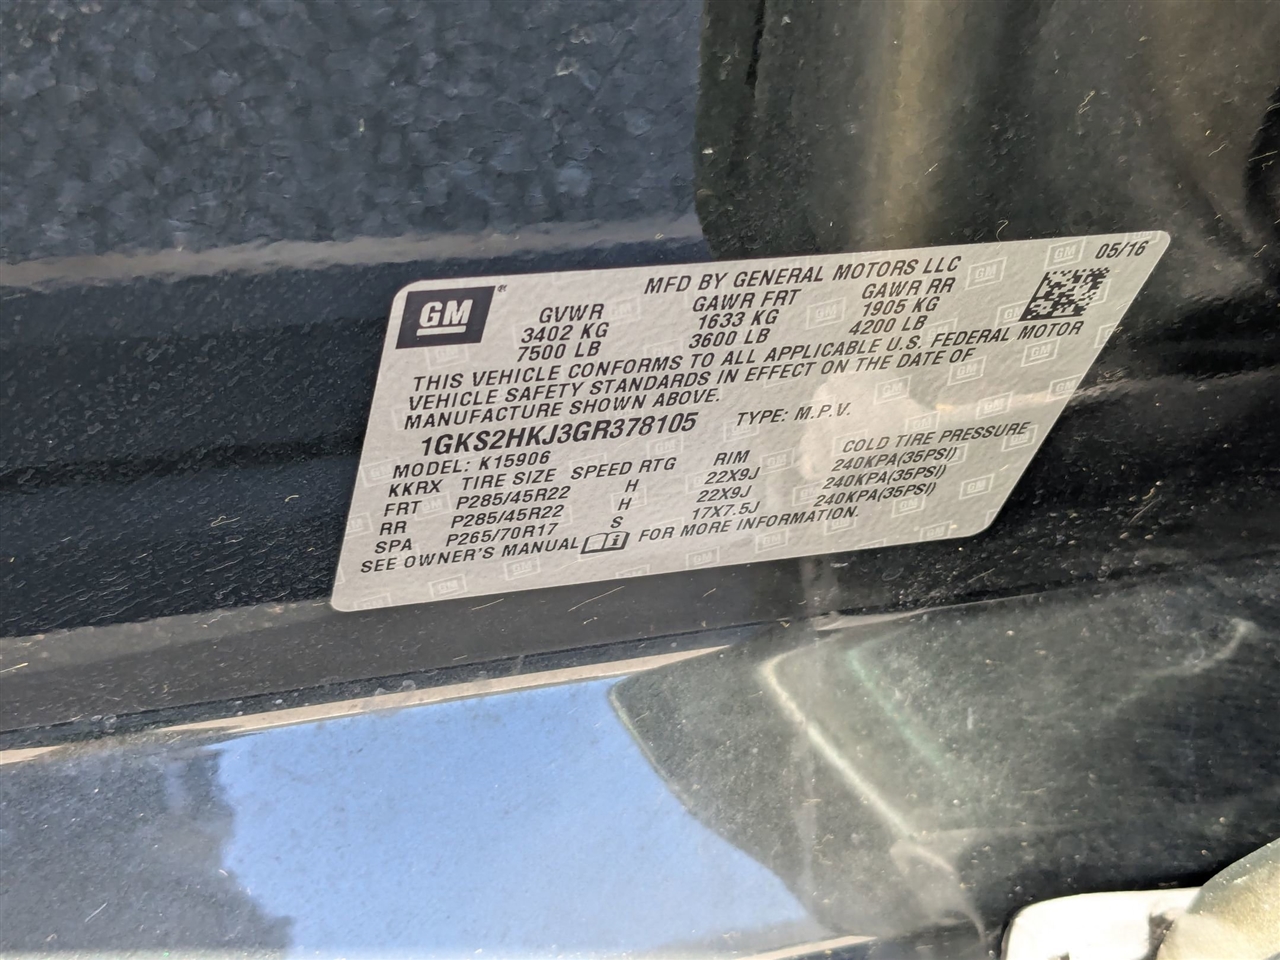 GM
MFD BY GENERAL MOTORS LLC 05/16
GVWR GAWR FRT GAWR RR
3402 KG 1633 KG 1905 KG
7500 LB 3600 LB 4200 LB
THIS VEHICLE CONFORMS TO ALL APPLICABLE U.S. FEDERAL MOTOR
VEHICLE SAFETY STANDARDS IN EFFECT ON THE DATE OF
MANUFACTURE SHOWN ABOVE.
1GKS2HKJ3GR378105 TYPE: M.P.V.
MODEL: K15906
KKRX TIRE SIZE SPEED RTG RIM COLD TIRE PRESSURE
FRT P285/45R22 H 22X9J 240KPA(35PSI)
RR P285/45R22 H 22X9J 240KPA(35PSI)
SPA P265/70R17 S 17X7.5J 240KPA(35PSI)
SEE OWNER'S MANUAL FOR MORE INFORMATION.